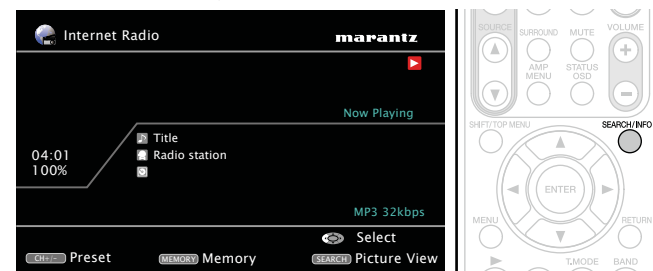 Internet Radio
marantz
Now Playing
Title
04:01
Radio station
100%
MP3 32kbps
Select
CH+/- Preset
MEMORY Memory
SEARCH Picture View
SOURCE
SURROUND
MUTE
VOLUME
AMP
MENU
STATUS
OSD
SHIFT/TOP MENU
SEARCH/INFO
ENTER
MENU
RETURN
T.MODE
BAND